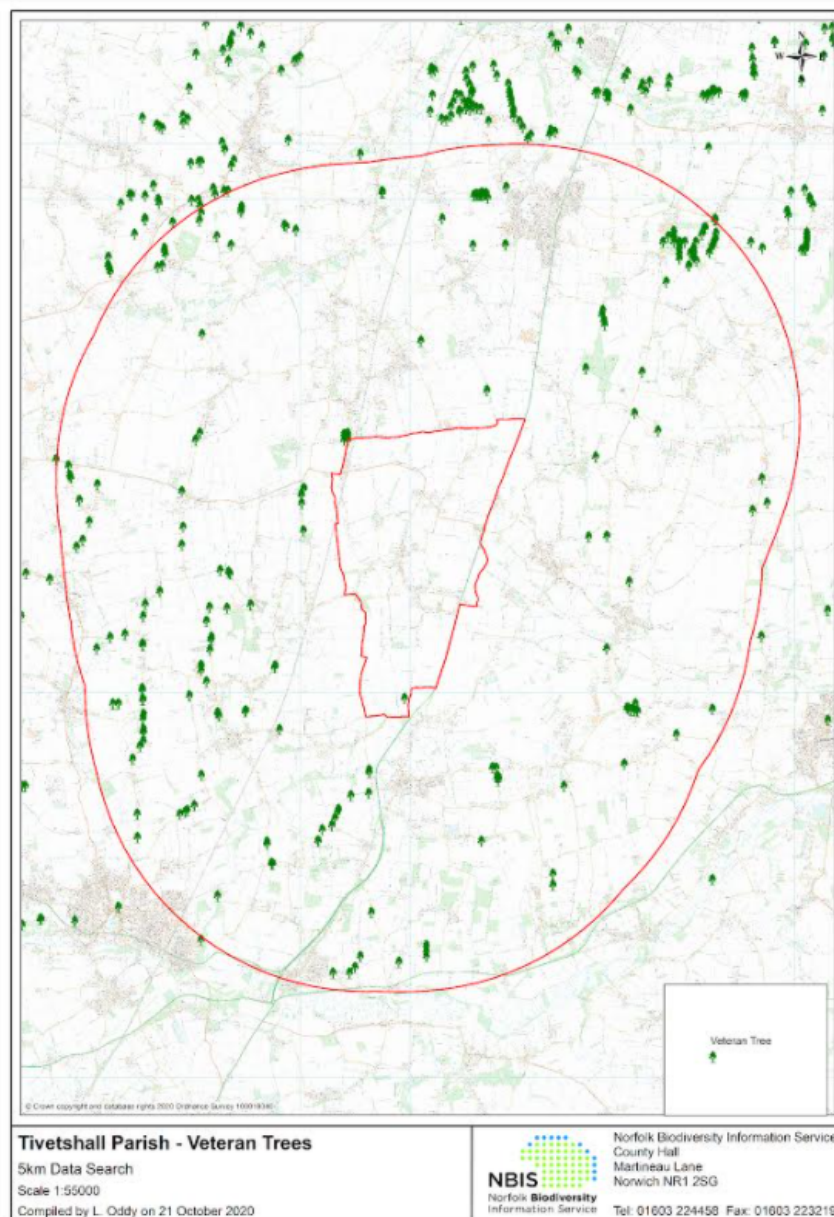 N
W E
Veteran Tree
© Crown copyright and database rights 2020 Ordnance Survey
Tivetshall Parish - Veteran Trees
5km Data Search
Scale 1:55000
Compiled by L. Oddy on 21 October 2020
NBIS
Norfolk Biodiversity
Information Service
Norfolk Biodiversity Information Service
County Hall
Martineau Lane
Norwich NR1 2SG
Tel: 01603 224458 Fax: 01603 223219